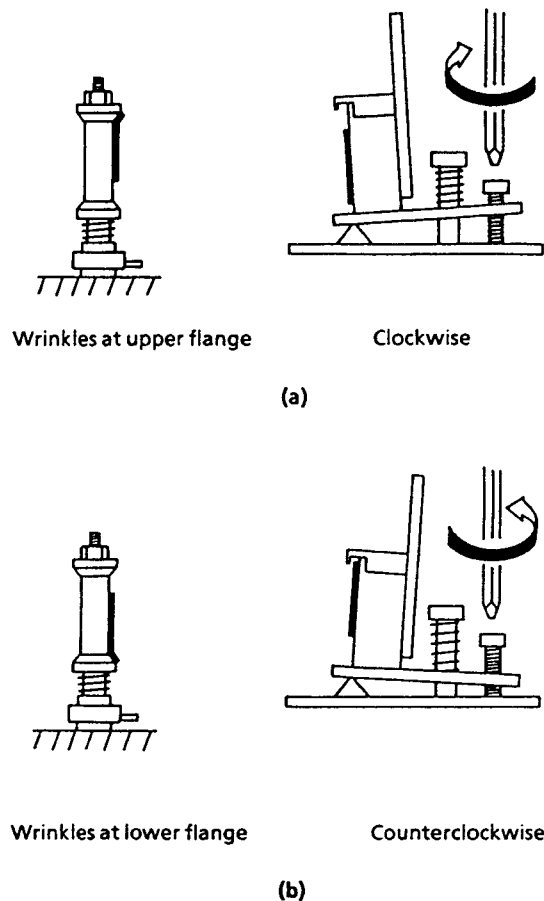 Wrinkles at upper flange
Clockwise
(a)
Wrinkles at lower flange
Counterclockwise
(b)